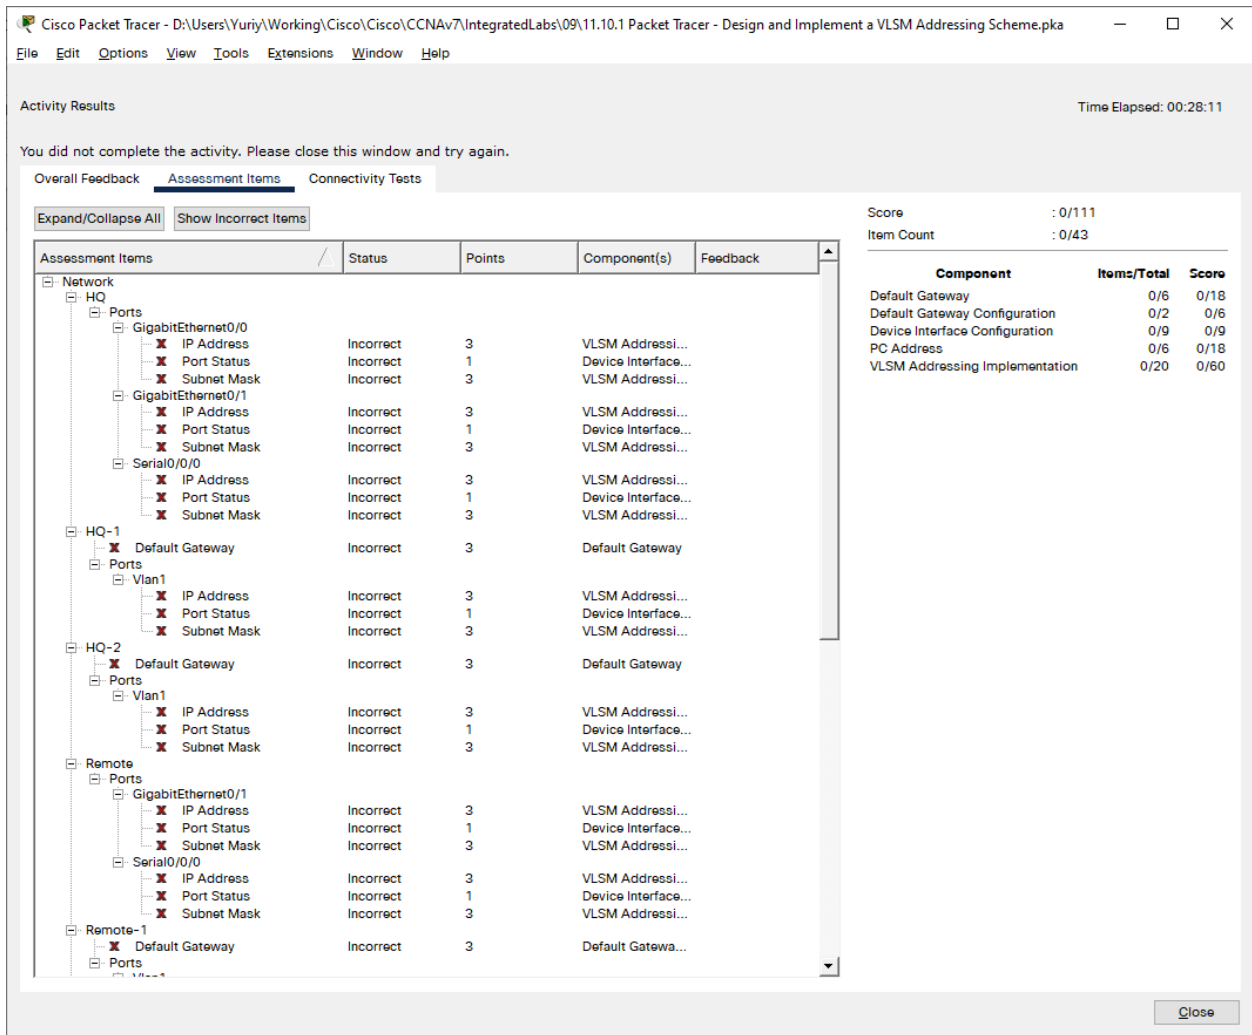 Cisco Packet Tracer - D:\Users\Yuriy\Working\Cisco\Cisco\CCNAv7\IntegratedLabs\09\11.10.1 Packet Tracer - Design and Implement a VLSM Addressing Scheme.pka
File Edit Options View Tools Extensions Window Help
Activity Results Time Elapsed: 00:28:11
You did not complete the activity. Please close this window and try again.
Overall Feedback Assessment Items Connectivity Tests
Expand/Collapse All Show Incorrect Items
Assessment Items Status Points Component(s) Feedback
Network
HQ
Ports
GigabitEthernet0/0
X IP Address Incorrect 3 VLSM Addressi...
X Port Status Incorrect 1 Device Interface...
X Subnet Mask Incorrect 3 VLSM Addressi...
GigabitEthernet0/1
X IP Address Incorrect 3 VLSM Addressi...
X Port Status Incorrect 1 Device Interface...
X Subnet Mask Incorrect 3 VLSM Addressi...
Serial0/0/0
X IP Address Incorrect 3 VLSM Addressi...
X Port Status Incorrect 1 Device Interface...
X Subnet Mask Incorrect 3 VLSM Addressi...
HQ-1
X Default Gateway Incorrect 3 Default Gateway
Ports
Vlan1
X IP Address Incorrect 3 VLSM Addressi...
X Port Status Incorrect 1 Device Interface...
X Subnet Mask Incorrect 3 VLSM Addressi...
HQ-2
X Default Gateway Incorrect 3 Default Gateway
Ports
Vlan1
X IP Address Incorrect 3 VLSM Addressi...
X Port Status Incorrect 1 Device Interface...
X Subnet Mask Incorrect 3 VLSM Addressi...
Remote
Ports
GigabitEthernet0/1
X IP Address Incorrect 3 VLSM Addressi...
X Port Status Incorrect 1 Device Interface...
X Subnet Mask Incorrect 3 VLSM Addressi...
Serial0/0/0
X IP Address Incorrect 3 VLSM Addressi...
X Port Status Incorrect 1 Device Interface...
X Subnet Mask Incorrect 3 VLSM Addressi...
Remote-1
X Default Gateway Incorrect 3 Default Gatewa...
Ports
Vlan1
Score : 0/111
Item Count : 0/43
Component Items/Total Score
Default Gateway 0/6 0/18
Default Gateway Configuration 0/2 0/6
Device Interface Configuration 0/9 0/9
PC Address 0/6 0/18
VLSM Addressing Implementation 0/20 0/60
Close